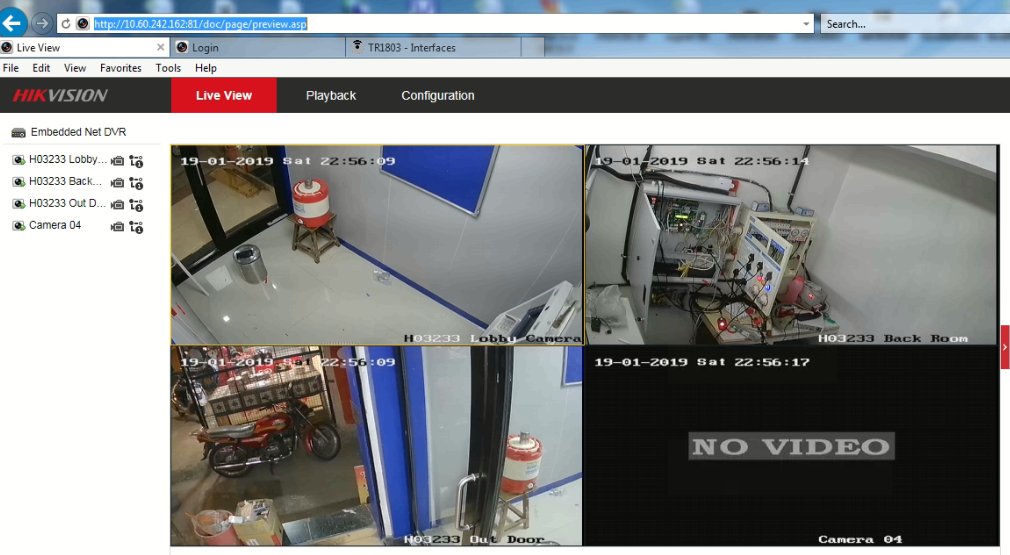 http://10.60.242.162:81/doc/page/preview.asp
Search...
Live View
Login
TR1803 - Interfaces
File Edit View Favorites Tools Help
HIKVISION
Live View Playback Configuration
Embedded Net DVR
H03233 Lobby...
H03233 Back...
H03233 Out D...
Camera 04
19-01-2019 Sat 22:56:09
H03233 Lobby Camera
19-01-2019 Sat 22:56:14
H03233 Back Room
19-01-2019 Sat 22:56:09
H03233 Out Door
19-01-2019 Sat 22:56:17
NO VIDEO
Camera 04